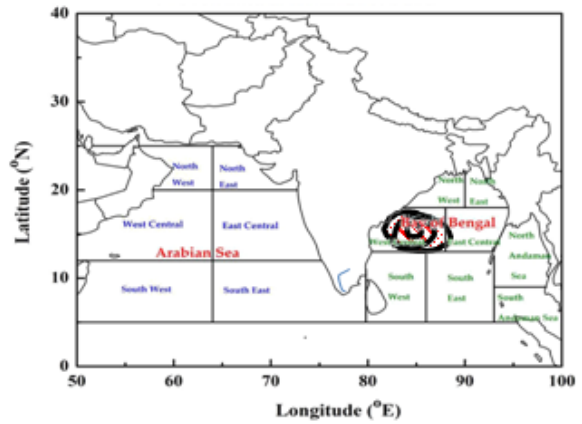 40
30
20
10
0
50
60
70
80
90
100
Latitude (°N)
Longitude (°E)
North
West
North
East
West Central
East Central
Arabian Sea
South West
South East
North
West
North
East
Bengal
East Central
South
West
South
East
North
Andaman
Sea
South
Andaman Sea